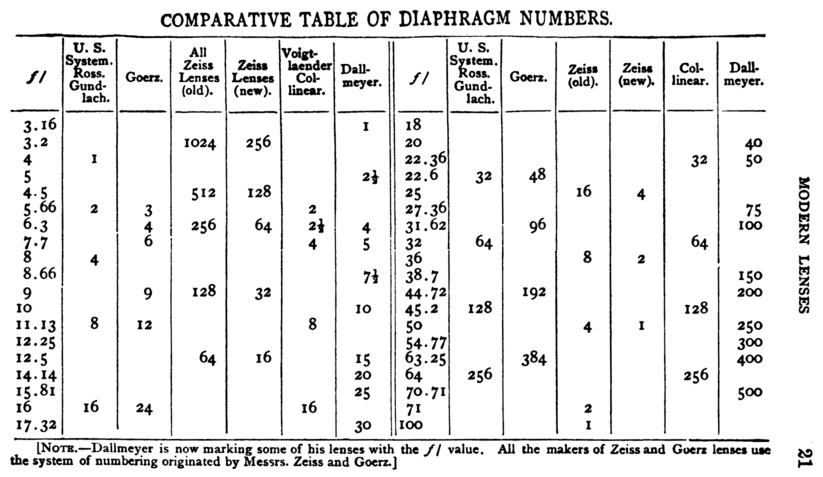 COMPARATIVE TABLE OF DIAPHRAGM NUMBERS.
f/ U. S. System. Ross. Gundlach. Goerz. All Zeiss Lenses (old). Zeiss Lenses (new). Voigtlaender Collinear. Dallmeyer. f/ U. S. System. Ross. Gundlach. Goerz. Zeiss (old). Zeiss (new). Collinear. Dallmeyer.
3.16 1 18
3.2 1024 256 20 40
4 1 22.36 32 50
5 2½ 22.6 32 48
4.5 512 128 25 16 4
5.66 2 3 2 27.36 75
6.3 4 256 64 2½ 4 31.62 96 100
7.7 6 4 5 32 64 64
8 4 36 8 2
8.66 7½ 38.7 150
9 9 128 32 44.72 192 200
10 10 45.2 128 128
11.13 8 12 8 50 4 1 250
12.25 54.77 300
12.5 64 16 15 63.25 384 400
14.14 20 64 256 256
15.81 25 70.71 500
16 16 24 16 71 2
17.32 30 100 1
[NOTE.—Dallmeyer is now marking some of his lenses with the f/ value. All the makers of Zeiss and Goerz lenses use
the system of numbering originated by Messrs. Zeiss and Goerz.]
MODERN LENSES
21